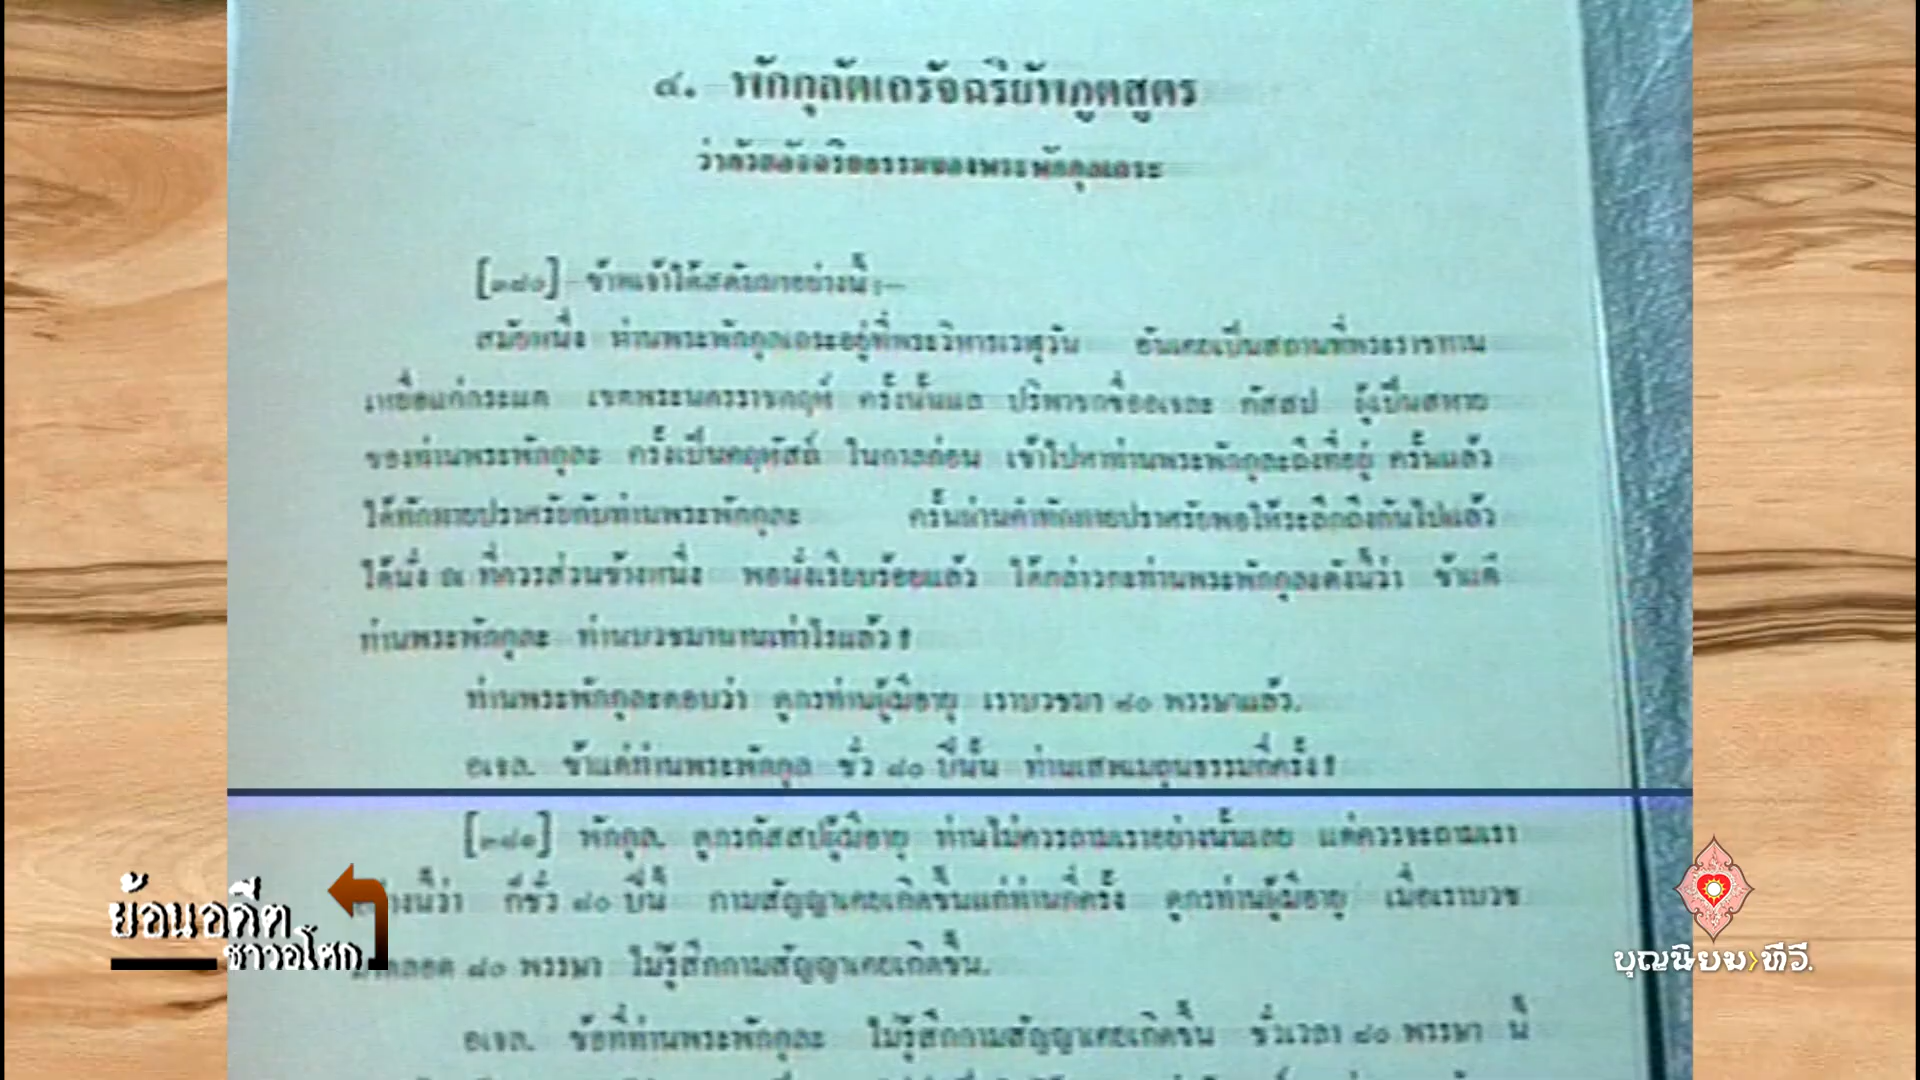 ๔. พักกุลัตเถรัจฉริยัพภูตสูตร
ว่าด้วยอัจฉริยธรรมของพระพักกุลเถระ
[๓๘๐] ข้าพเจ้าได้สดับมาอย่างนี้ :–
สมัยหนึ่ง ท่านพระพักกุลเถระอยู่ที่พระวิหารเวฬุวัน อันเคยเป็นสถานที่พระราชทาน
เหยื่อแก่กระแต เขตพระนครราชคฤห์ ครั้งนั้นแล ปริพาชกชื่ออเจละ กัสสป ผู้เป็นสหาย
ของท่านพระพักกุละ ครั้งเป็นคฤหัสถ์ ในกาลก่อน เข้าไปหาท่านพระพักกุละถึงที่อยู่ ครั้นแล้ว
ได้ทักทายปราศรัยกับท่านพระพักกุละ ครั้นผ่านคำทักทายปราศรัยพอให้ระลึกถึงกันไปแล้ว
ได้นั่ง ณ ที่ควรส่วนข้างหนึ่ง พอนั่งเรียบร้อยแล้ว ได้กล่าวกะท่านพระพักกุละดังนี้ว่า ข้าแต่
ท่านพระพักกุละ ท่านบวชมานานเท่าไรแล้ว ?
ท่านพระพักกุละตอบว่า ดูกรท่านผู้มีอายุ เราบวชมา ๘๐ พรรษาแล้ว.
อเจล. ข้าแต่ท่านพระพักกุล ชั่ว ๘๐ ปีนั้น ท่านเสพเมถุนธรรมกี่ครั้ง ?
[๓๘๑] พักกุล. ดูกรกัสสปผู้มีอายุ ท่านไม่ควรถามเราอย่างนั้นเลย แต่ควรจะถามเรา
อย่างนี้ว่า ก็ชั่ว ๘๐ ปีนี้ กามสัญญาเคยเกิดขึ้นแก่ท่านกี่ครั้ง ดูกรท่านผู้มีอายุ เมื่อเราบวช
ตลอด ๘๐ พรรษา ไม่รู้สึกกามสัญญาเคยเกิดขึ้น.
อเจล. ข้อที่ท่านพระพักกุละ ไม่รู้สึกกามสัญญาเคยเกิดขึ้น ชั่วเวลา ๘๐ พรรษา นี้
ย้อนอดีต
ชาวอโศก
บุญนิยม ทีวี.